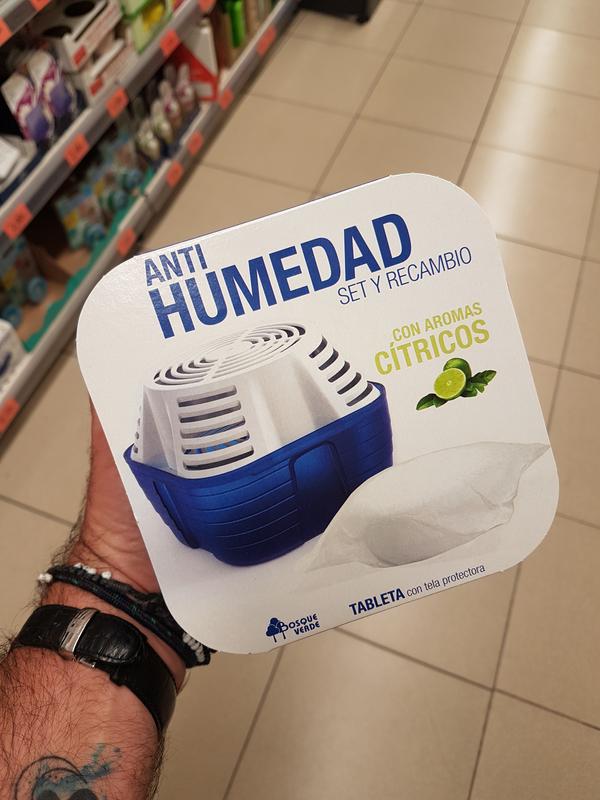 ANTI
HUMEDAD
SET Y RECAMBIO
CON AROMAS
CÍTRICOS
BOSQUE
VERDE
TABLETA con tela protectora